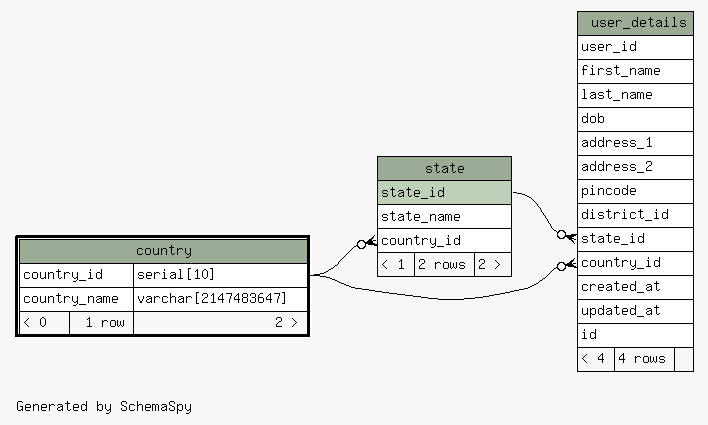 user_details
user_id
first_name
last_name
dob
address_1
address_2
pincode
district_id
state_id
country_id
created_at
updated_at
id
< 4 4 rows
state
state_id
state_name
country_id
< 1 2 rows 2 >
country
country_id serial[10]
country_name varchar[2147483647]
< 0 1 row 2 >
Generated by SchemaSpy